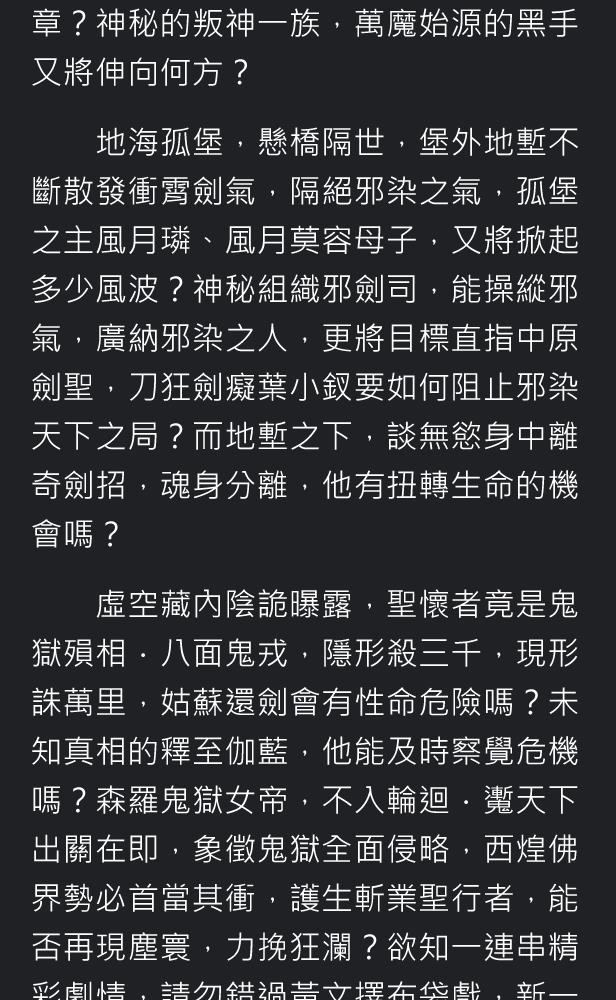 章？神秘的叛神一族，萬魔始源的黑手
又將伸向何方？
地海孤堡，懸橋隔世，堡外地塹不
斷散發衝霄劍氣，隔絕邪染之氣，孤堡
之主風月璘、風月莫容母子，又將掀起
多少風波？神秘組織邪劍司，能操縱邪
氣，廣納邪染之人，更將目標直指中原
劍聖，刀狂劍癡葉小釵要如何阻止邪染
天下之局？而地塹之下，談無慾身中離
奇劍招，魂身分離，他有扭轉生命的機
會嗎？
虛空藏內陰詭曝露，聖懷者竟是鬼
獄殞相．八面鬼戎，隱形殺三千，現形
誅萬里，姑蘇還劍會有性命危險嗎？未
知真相的釋至伽藍，他能及時察覺危機
嗎？森羅鬼獄女帝，不入輪迴．㲲天下
出關在即，象徵鬼獄全面侵略，西煌佛
界勢必首當其衝，護生斬業聖行者，能
否再現塵寰，力挽狂瀾？欲知一連串精
彩劇情，請勿錯過黃文擇布袋戲，新一